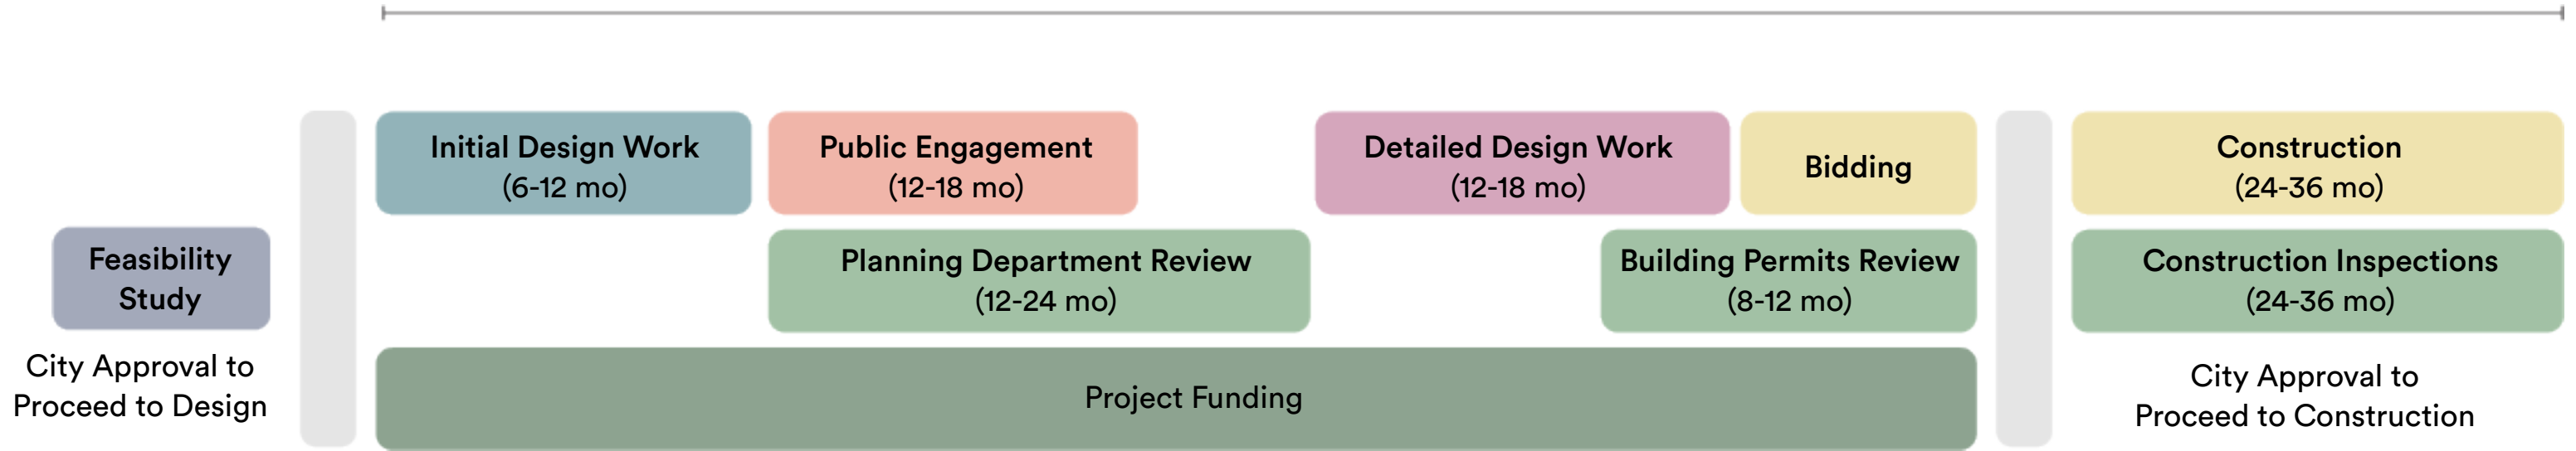 Initial Design Work
(6-12 mo)
Public Engagement
(12-18 mo)
Detailed Design Work
(12-18 mo)
Bidding
Construction
(24-36 mo)
Feasibility
Study
Planning Department Review
(12-24 mo)
Building Permits Review
(8-12 mo)
Construction Inspections
(24-36 mo)
City Approval to
Proceed to Design
Project Funding
City Approval to
Proceed to Construction